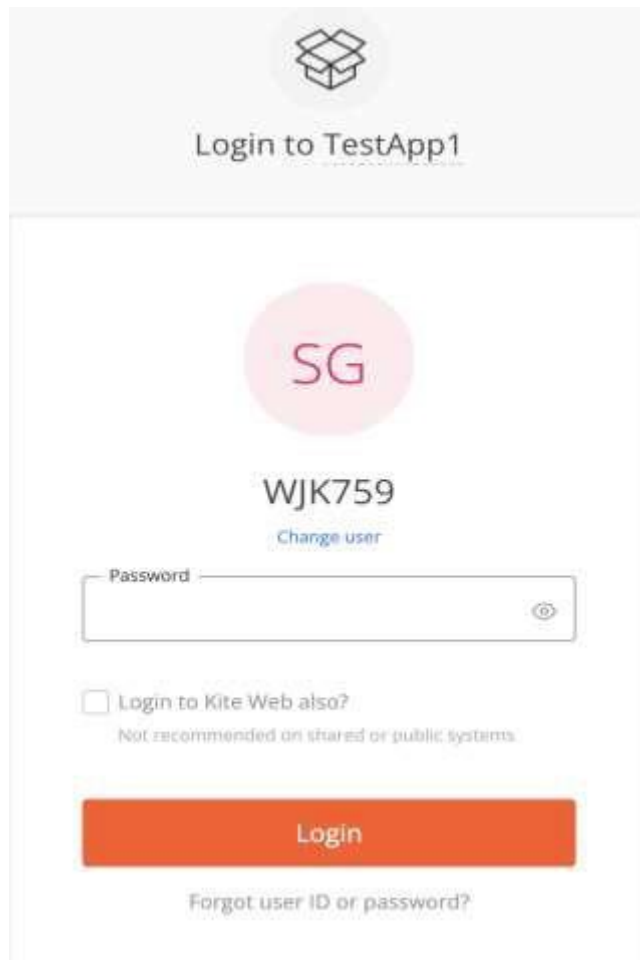 Login to TestApp1
SG
WJK759
Change user
Password
Login to Kite Web also?
Not recommended on shared or public systems
Login
Forgot user ID or password?